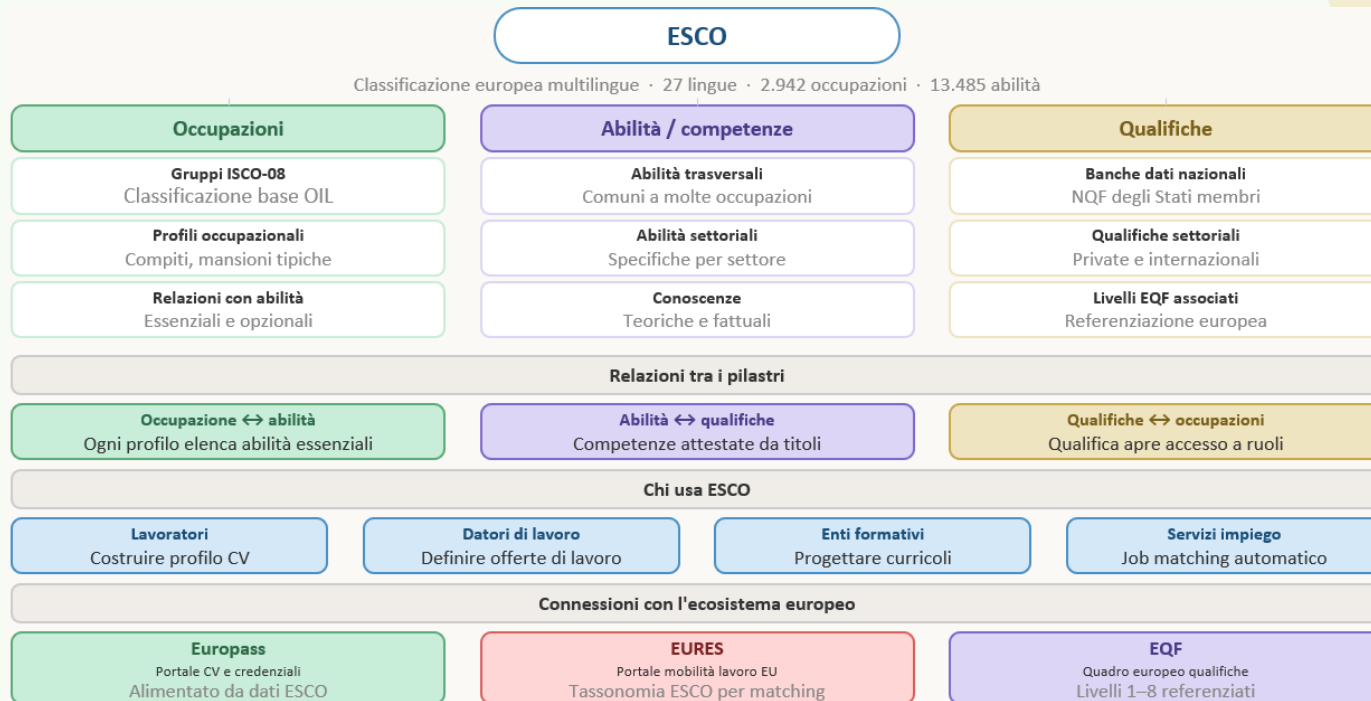 ESCO
Classificazione europea multilingue · 27 lingue · 2.942 occupazioni · 13.485 abilità
Occupazioni
Gruppi ISCO-08
Classificazione base OIL
Profili occupazionali
Compiti, mansioni tipiche
Relazioni con abilità
Essenziali e opzionali
Abilità / competenze
Abilità trasversali
Comuni a molte occupazioni
Abilità settoriali
Specifiche per settore
Conoscenze
Teoriche e fattuali
Qualifiche
Banche dati nazionali
NQF degli Stati membri
Qualifiche settoriali
Private e internazionali
Livelli EQF associati
Referenziazione europea
Relazioni tra i pilastri
Occupazione ↔ abilità
Ogni profilo elenca abilità essenziali
Abilità ↔ qualifiche
Competenze attestate da titoli
Qualifiche ↔ occupazioni
Qualifica apre accesso a ruoli
Chi usa ESCO
Lavoratori
Costruire profilo CV
Datori di lavoro
Definire offerte di lavoro
Enti formativi
Progettare curricoli
Servizi impiego
Job matching automatico
Connessioni con l'ecosistema europeo
Europass
Portale CV e credenziali
Alimentato da dati ESCO
EURES
Portale mobilità lavoro EU
Tassonomia ESCO per matching
EQF
Quadro europeo qualifiche
Livelli 1–8 referenziati